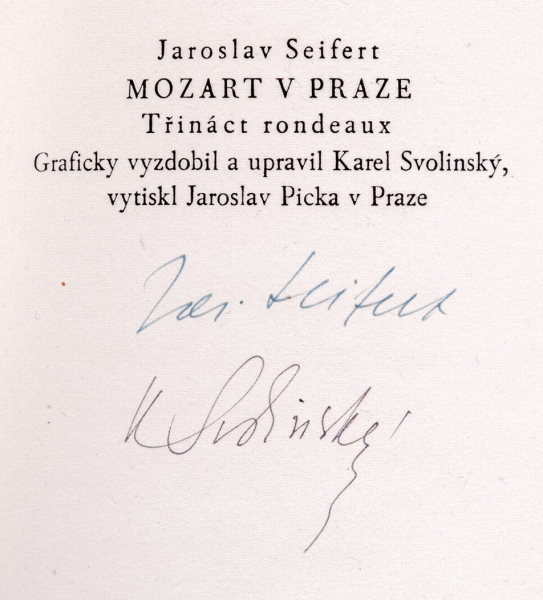 Jaroslav Seifert
MOZART V PRAZE
Třináct rondeaux
Graficky vyzdobil a upravil Karel Svolinský,
vytiskl Jaroslav Picka v Praze
Jar. Seifert
K Svolinský